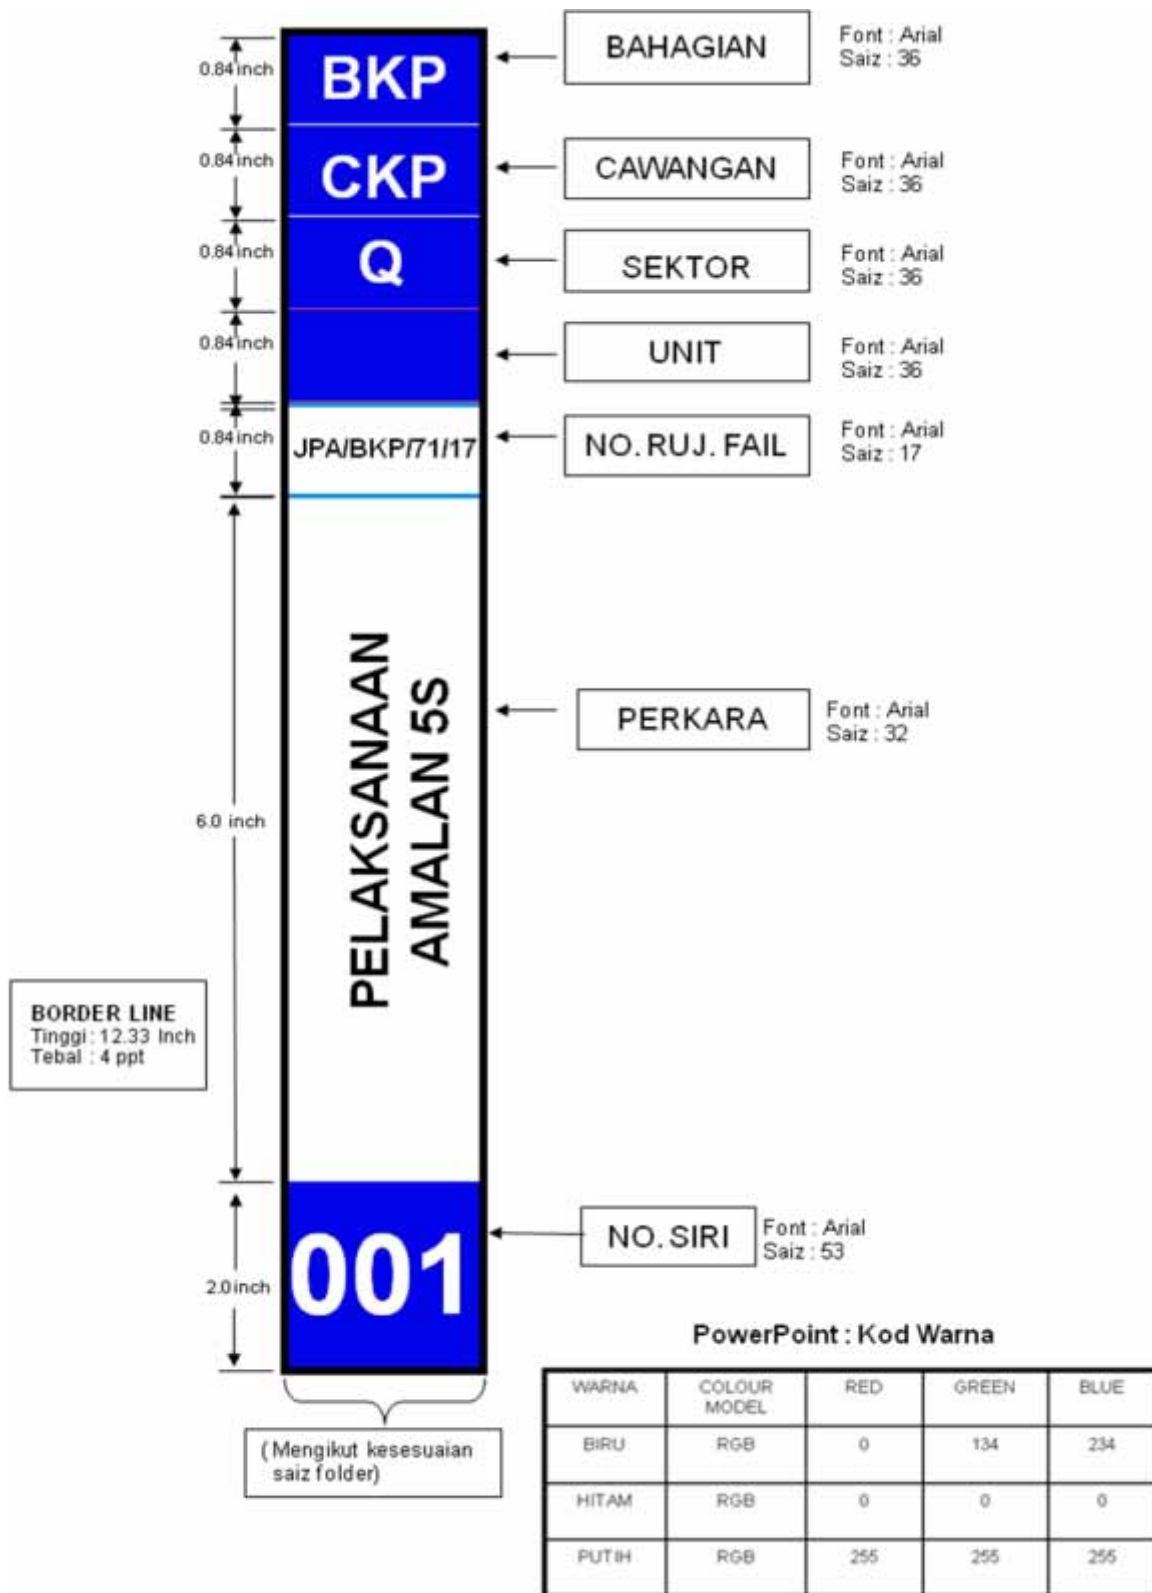 0.84 inch
BKP
BAHAGIAN
Font : Arial
Saiz : 36
0.84 inch
CKP
CAWANGAN
Font : Arial
Saiz : 36
0.84 inch
Q
SEKTOR
Font : Arial
Saiz : 36
0.84 inch
UNIT
Font : Arial
Saiz : 36
0.84 inch
JPA/BKP/71/17
NO. RUJ. FAIL
Font : Arial
Saiz : 17
6.0 inch
PELAKSANAAN
AMALAN 5S
PERKARA
Font : Arial
Saiz : 32
BORDER LINE
Tinggi : 12.33 Inch
Tebal : 4 ppt
2.0 inch
001
NO. SIRI
Font : Arial
Saiz : 53
(Mengikut kesesuaian
saiz folder)
PowerPoint : Kod Warna
WARNA COLOUR MODEL RED GREEN BLUE
BIRU RGB 0 134 234
HITAM RGB 0 0 0
PUTIH RGB 255 255 255